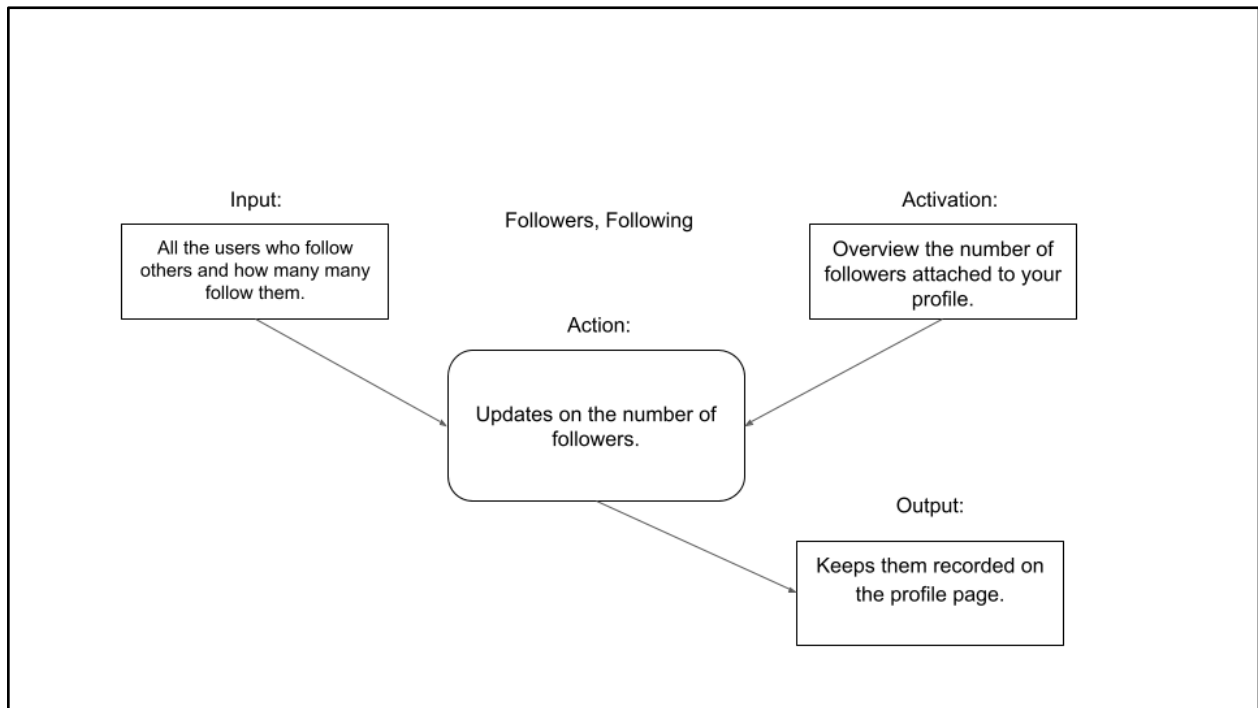 Input:
All the users who follow
others and how many many
follow them.
Followers, Following
Activation:
Overview the number of
followers attached to your
profile.
Action:
Updates on the number of
followers.
Output:
Keeps them recorded on
the profile page.